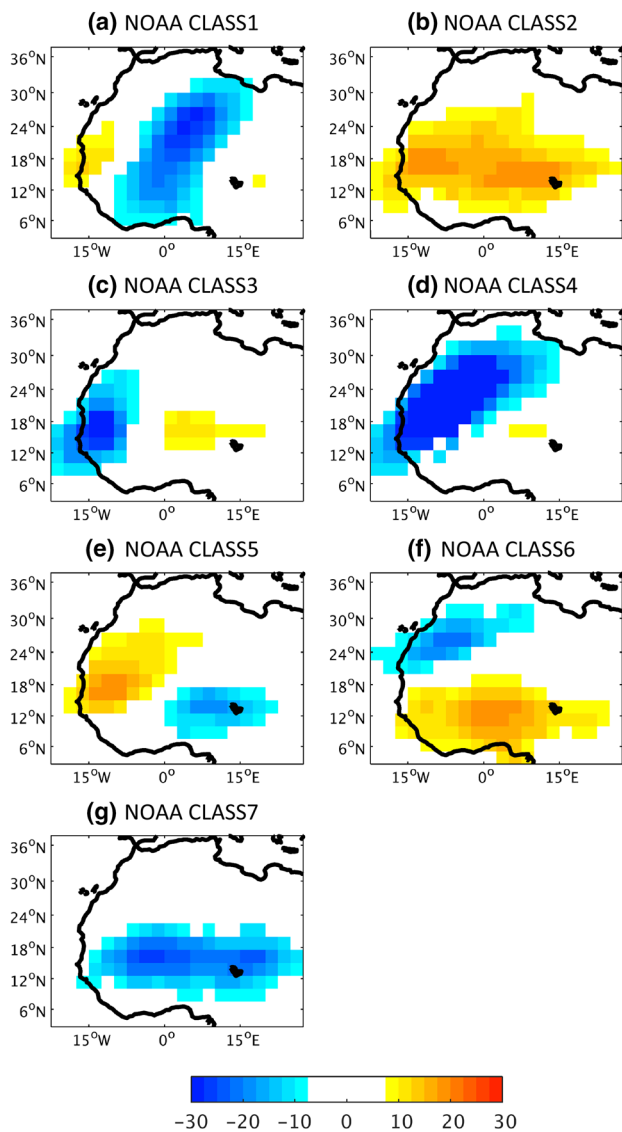 (a) NOAA CLASS1
36°N
30°N
24°N
18°N
12°N
6°N
15°W 0° 15°E
(b) NOAA CLASS2
36°N
30°N
24°N
18°N
12°N
6°N
15°W 0° 15°E
(c) NOAA CLASS3
36°N
30°N
24°N
18°N
12°N
6°N
15°W 0° 15°E
(d) NOAA CLASS4
36°N
30°N
24°N
18°N
12°N
6°N
15°W 0° 15°E
(e) NOAA CLASS5
36°N
30°N
24°N
18°N
12°N
6°N
15°W 0° 15°E
(f) NOAA CLASS6
36°N
30°N
24°N
18°N
12°N
6°N
15°W 0° 15°E
(g) NOAA CLASS7
36°N
30°N
24°N
18°N
12°N
6°N
15°W 0° 15°E
−30 −20 −10 0 10 20 30